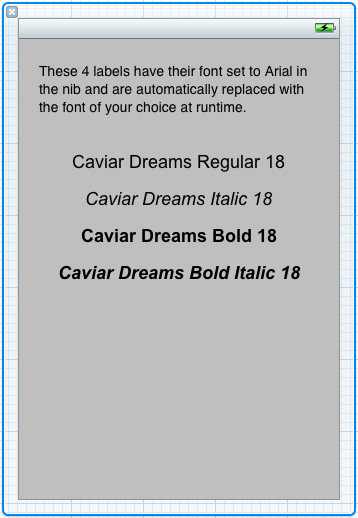 These 4 labels have their font set to Arial in
the nib and are automatically replaced with
the font of your choice at runtime.
Caviar Dreams Regular 18
Caviar Dreams Italic 18
Caviar Dreams Bold 18
Caviar Dreams Bold Italic 18